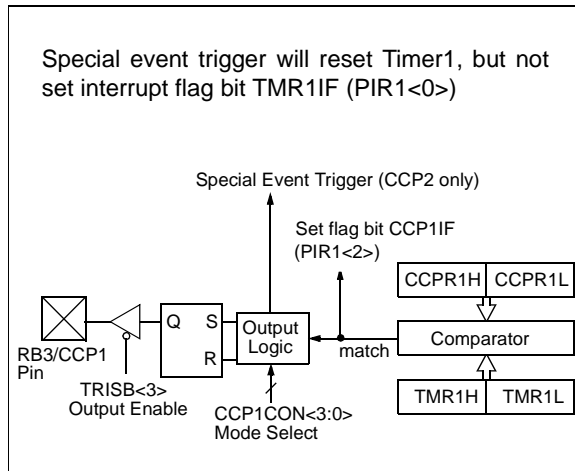 Special event trigger will reset Timer1, but not
set interrupt flag bit TMR1IF (PIR1<0>)
Special Event Trigger (CCP2 only)
Set flag bit CCP1IF
(PIR1<2>)
CCPR1H CCPR1L
Q S Output
Logic
R
match
Comparator
RB3/CCP1
Pin
TRISB<3>
Output Enable
CCP1CON<3:0>
Mode Select
TMR1H TMR1L